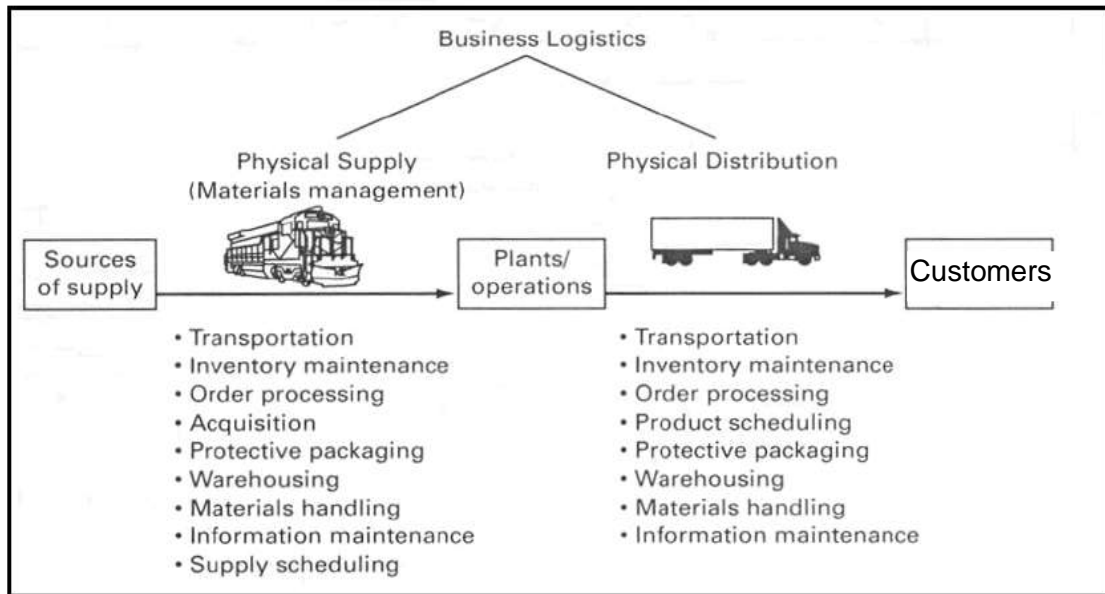 Business Logistics
Physical Supply
(Materials management)
Physical Distribution
Sources
of supply
Plants/
operations
Customers
• Transportation
• Inventory maintenance
• Order processing
• Acquisition
• Protective packaging
• Warehousing
• Materials handling
• Information maintenance
• Supply scheduling
• Transportation
• Inventory maintenance
• Order processing
• Product scheduling
• Protective packaging
• Warehousing
• Materials handling
• Information maintenance